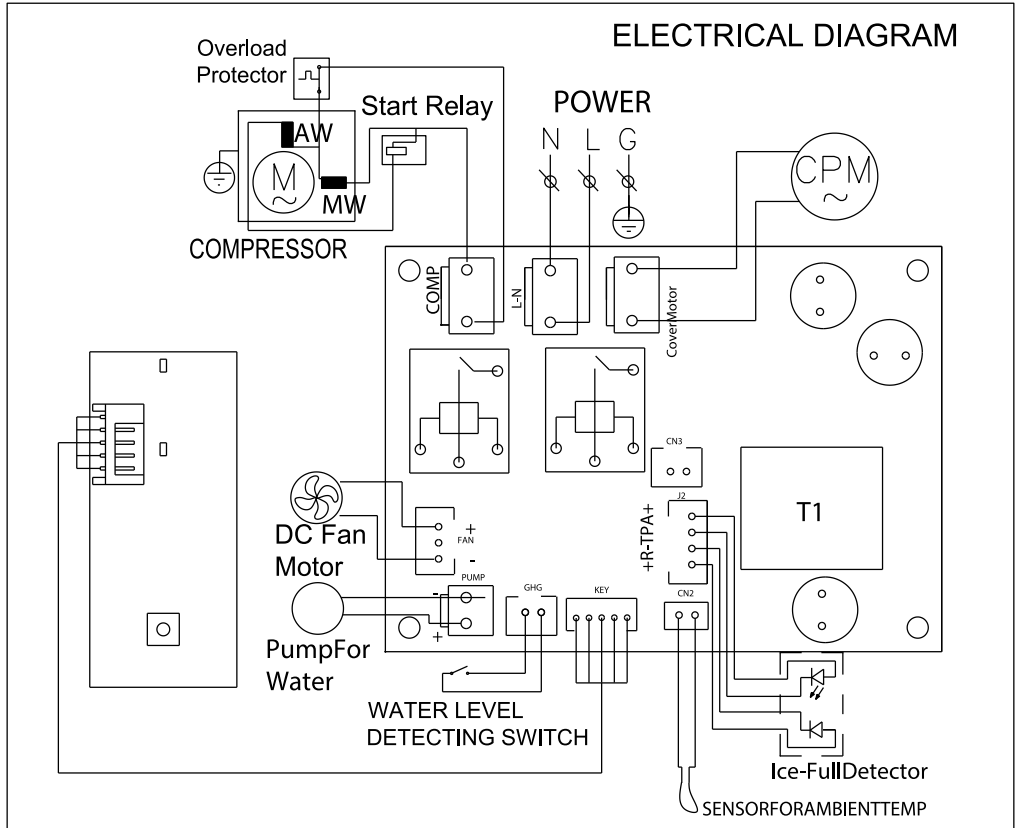 ELECTRICAL DIAGRAM
Overload
Protector
Start Relay
POWER
N L G
AW
M
~
MW
COMPRESSOR
CPM
~
COMP
L-N
CoverMotor
CN3
J2
+R-TPA+
T1
DC Fan
Motor
+
FAN
-
PUMP
-
+
GHG
KEY
CN2
PumpFor
Water
WATER LEVEL
DETECTING SWITCH
Ice-FullDetector
SENSORFORAMBIENTTEMP